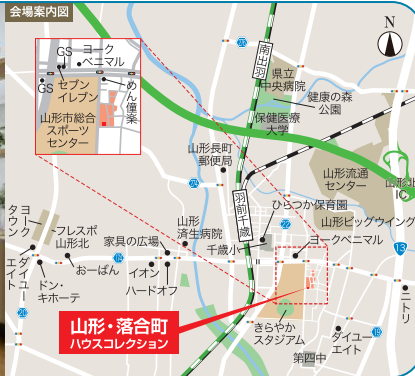 会場案内図
N
GS
ヨーク
ベニマル
GS
セブン
イレブン
めん僮楽
山形市総合
スポーツ
センター
南出羽
県立
中央病院
健康の森
公園
保健医療
大学
山形長町
郵便局
羽前千歳
山形流通
センター
山形北
IC
ひらつか保育園
22
山形ビッグウイング
ヨークベニマル
13
山形
済生病院
千歳小
ヨータウン
フレスポ
山形北
家具の広場
イオン
ハードオフ
おーばん
ドン・
キホーテ
ダイユー
エイト
20
山形・落合町
ハウスコレクション
きらやか
スタジアム
第四中
ダイユー
エイト
ニトリ